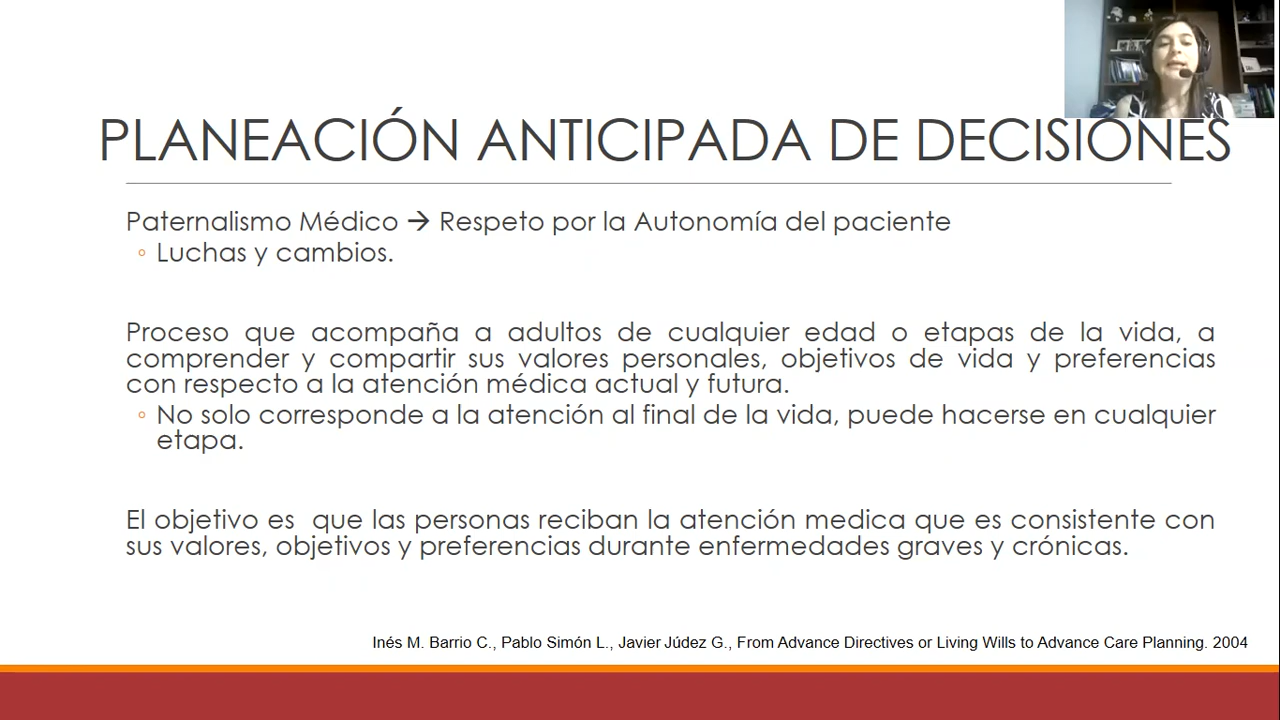 PLANEACIÓN ANTICIPADA DE DECISIONES
Paternalismo Médico → Respeto por la Autonomía del paciente
◦ Luchas y cambios.
Proceso que acompaña a adultos de cualquier edad o etapas de la vida, a
comprender y compartir sus valores personales, objetivos de vida y preferencias
con respecto a la atención médica actual y futura.
◦ No solo corresponde a la atención al final de la vida, puede hacerse en cualquier
etapa.
El objetivo es que las personas reciban la atención medica que es consistente con
sus valores, objetivos y preferencias durante enfermedades graves y crónicas.
Inés M. Barrio C., Pablo Simón L., Javier Júdez G., From Advance Directives or Living Wills to Advance Care Planning. 2004